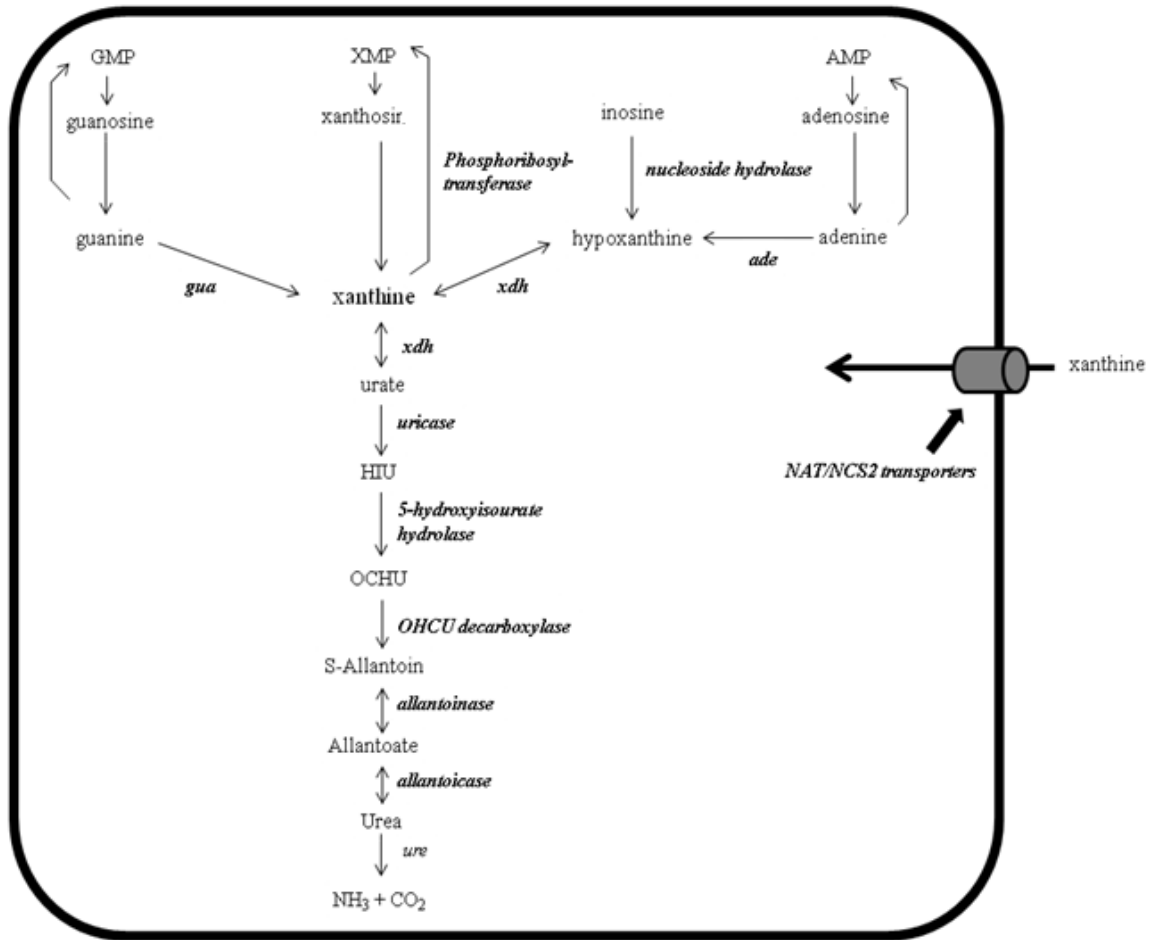 GMP
XMP
AMP
guanosine
xanthosir.
inosine
adenosine
Phosphoribosyl-
transferase
nucleoside hydrolase
guanine
hypoxanthine
adenine
ade
gua
xanthine
xdh
xdh
urate
xanthine
uricase
HIU
NAT/NCS2 transporters
5-hydroxyisourate
hydrolase
OCHU
OHCU decarboxylase
S-Allantoin
allantoinase
Allantoate
allantoicase
Urea
ure
NH3 + CO2